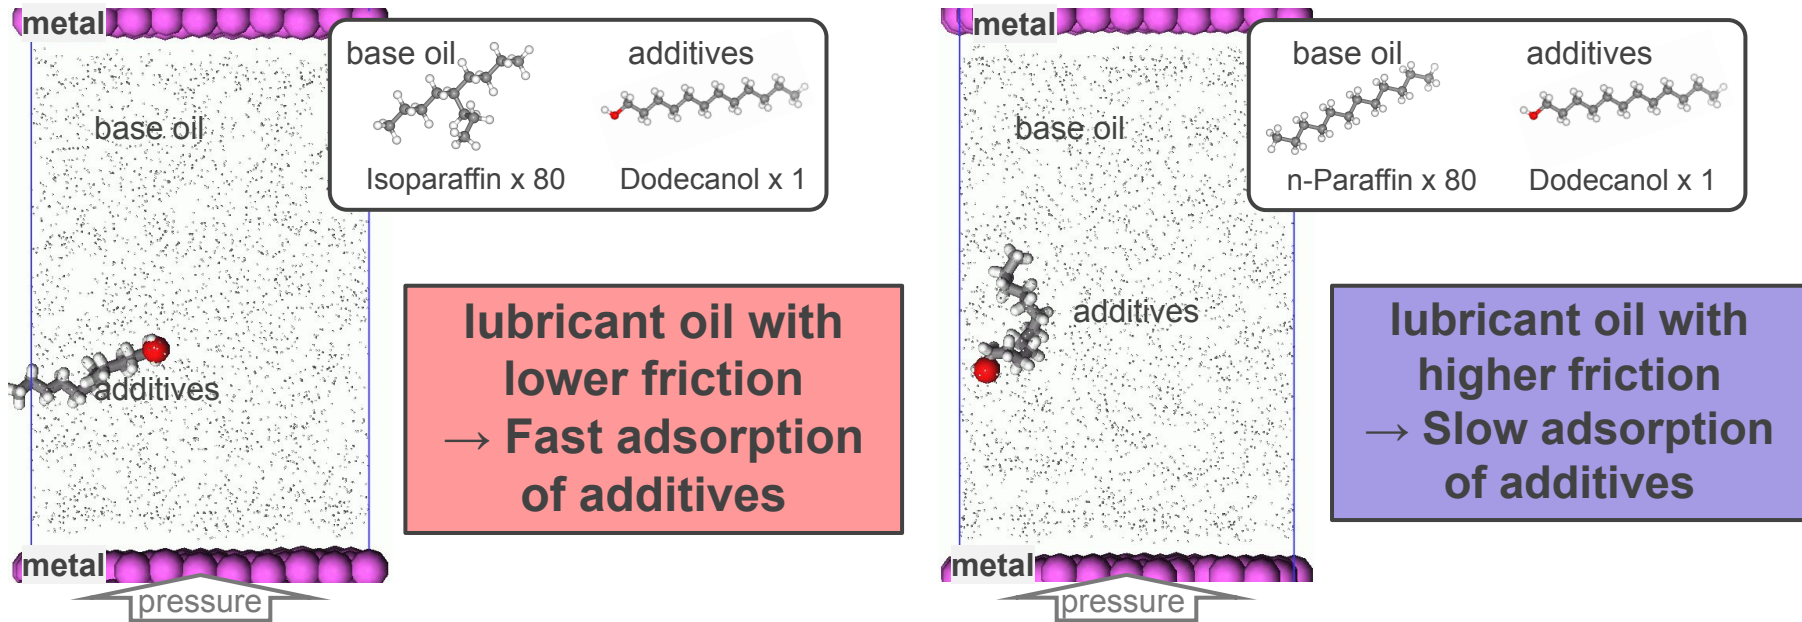 metal
base oil
additives
base oil
Isoparaffin x 80
Dodecanol x 1
additives
lubricant oil with
lower friction
→ Fast adsorption
of additives
metal
pressure
metal
base oil
additives
base oil
n-Paraffin x 80
Dodecanol x 1
additives
lubricant oil with
higher friction
→ Slow adsorption
of additives
metal
pressure